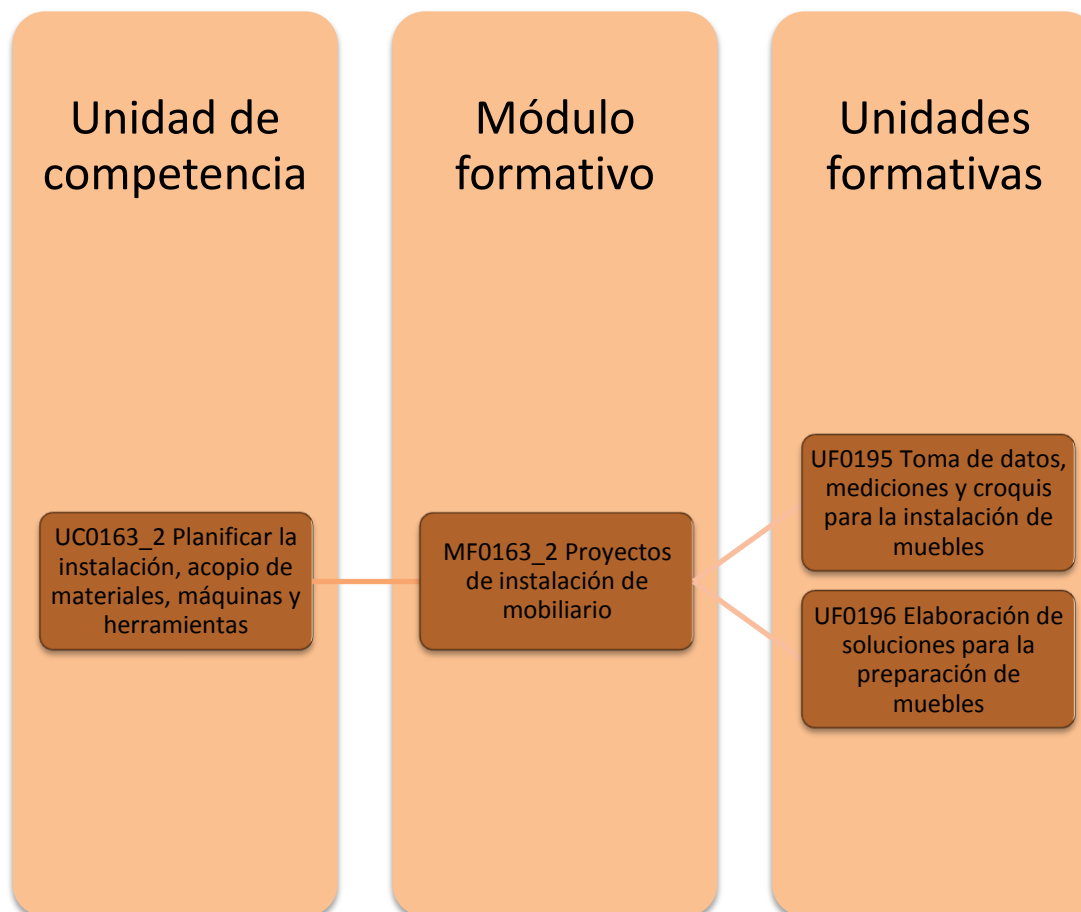 Unidad de
competencia
Módulo
formativo
Unidades
formativas
UC0163_2 Planificar la
instalación, acopio de
materiales, máquinas y
herramientas
MF0163_2 Proyectos
de instalación de
mobiliario
UF0195 Toma de datos,
mediciones y croquis
para la instalación de
muebles
UF0196 Elaboración de
soluciones para la
preparación de
muebles